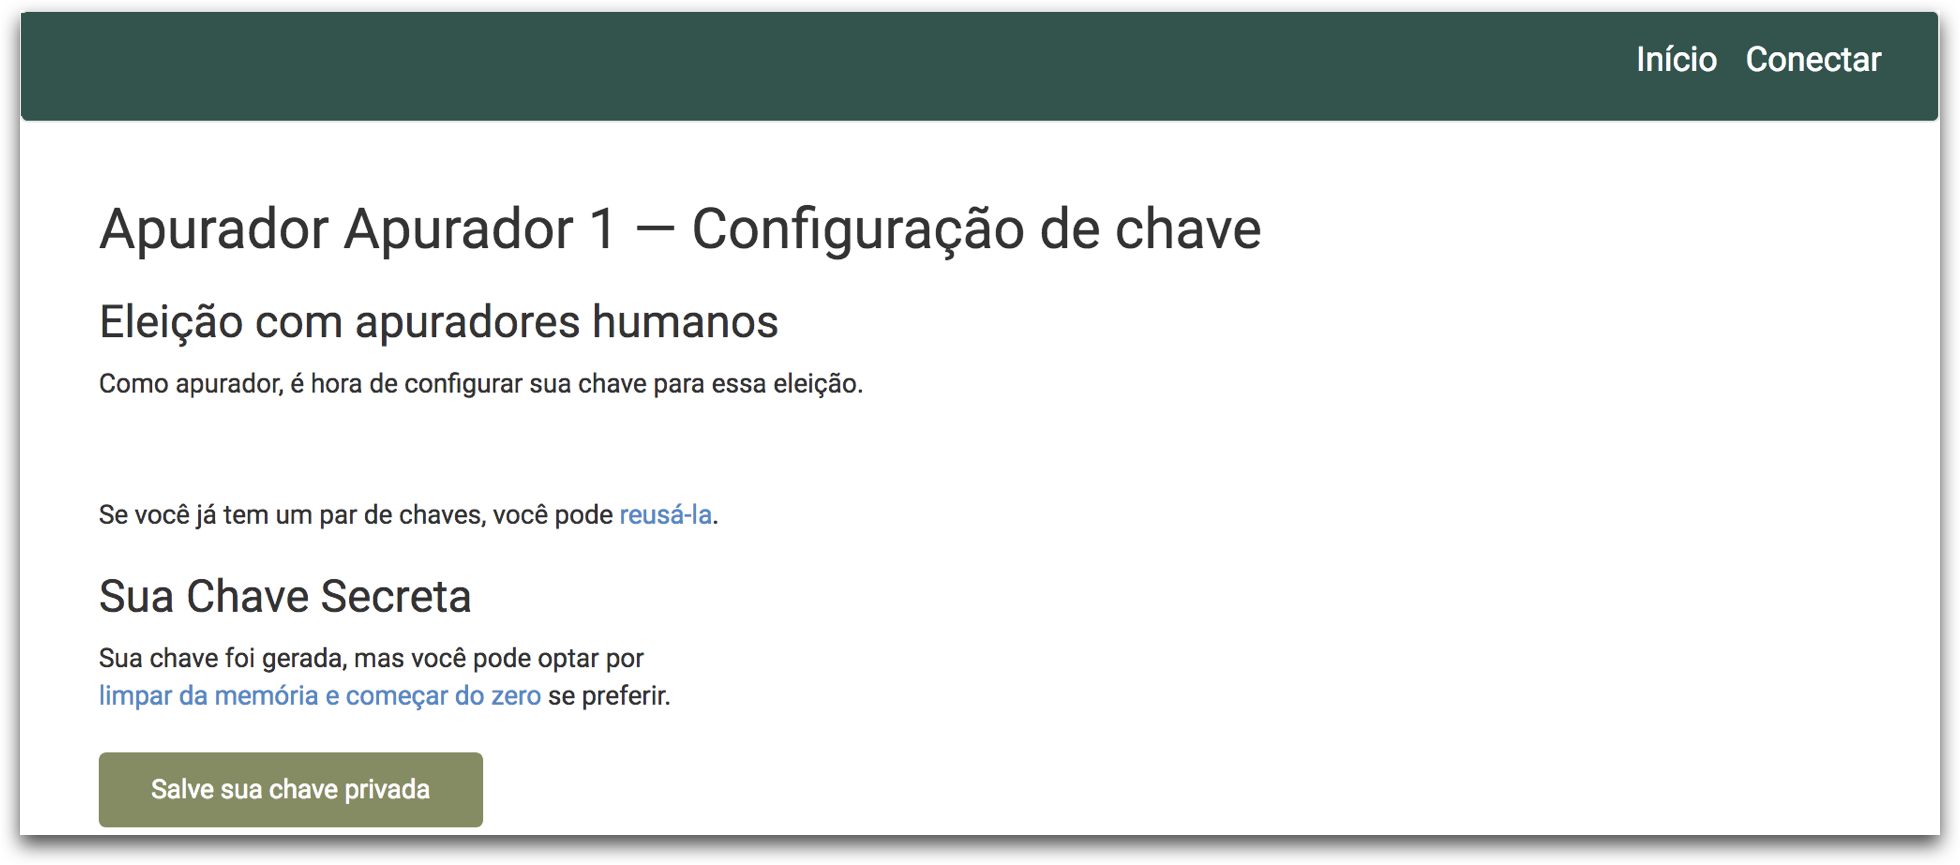 Início Conectar
Apurador Apurador 1 — Configuração de chave
Eleição com apuradores humanos
Como apurador, é hora de configurar sua chave para essa eleição.
Se você já tem um par de chaves, você pode reusá-la.
Sua Chave Secreta
Sua chave foi gerada, mas você pode optar por
limpar da memória e começar do zero se preferir.
Salve sua chave privada